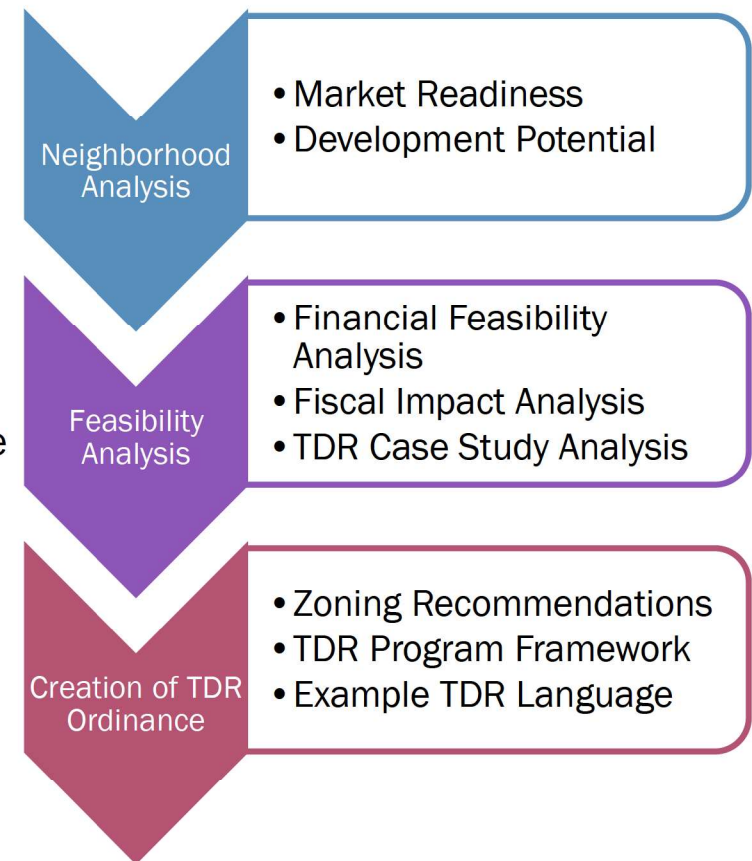 Neighborhood
Analysis
• Market Readiness
• Development Potential
Feasibility
Analysis
• Financial Feasibility
Analysis
• Fiscal Impact Analysis
• TDR Case Study Analysis
Creation of TDR
Ordinance
• Zoning Recommendations
• TDR Program Framework
• Example TDR Language